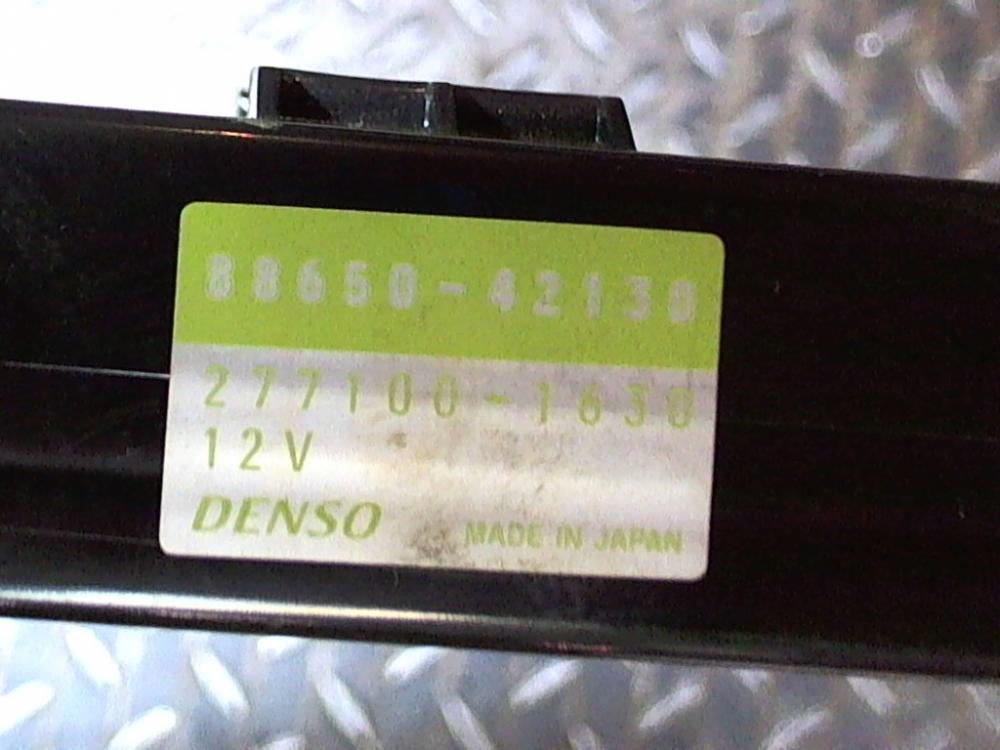 88650-42130
277100-1630
12V
DENSO
MADE IN JAPAN